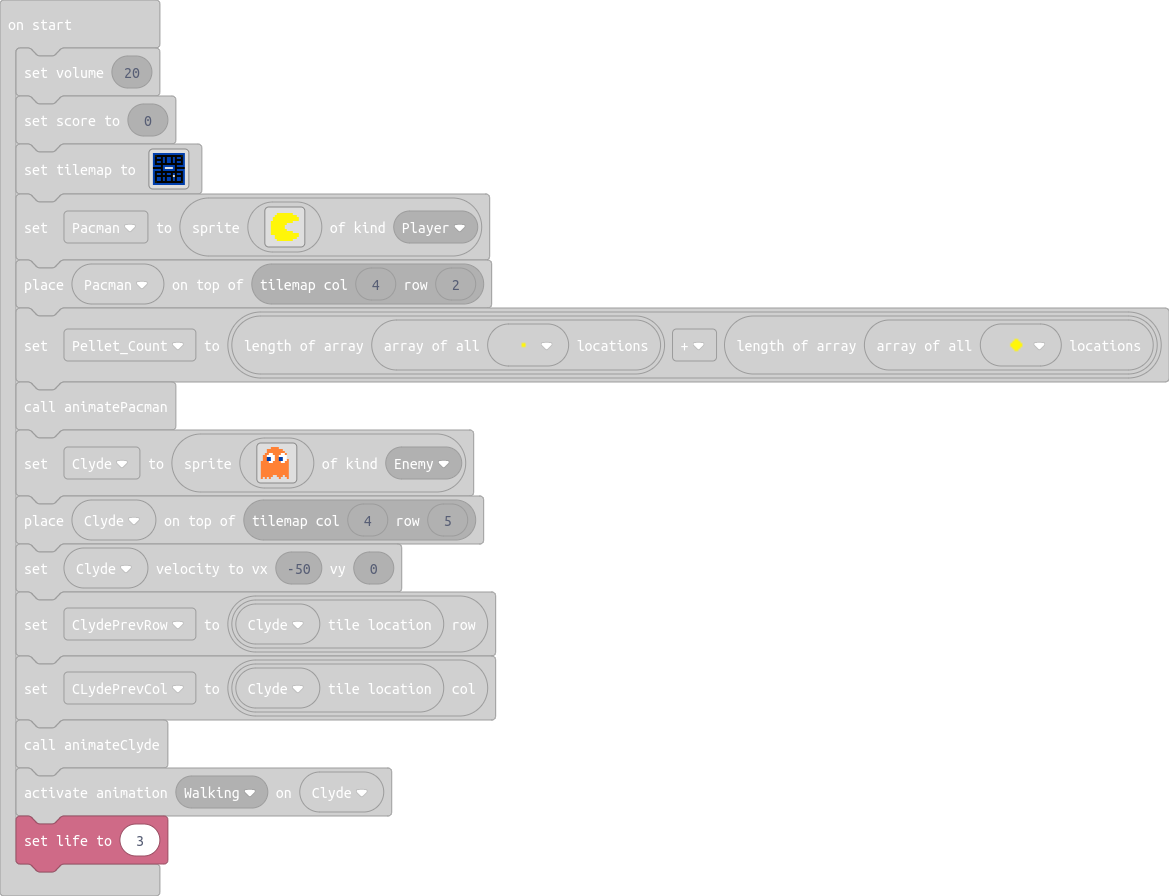 on start
set volume 20
set score to 0
set tilemap to
set Pacman to sprite of kind Player
place Pacman on top of tilemap col 4 row 2
set Pellet_Count to length of array array of all locations + length of array array of all locations
call animatePacman
set Clyde to sprite of kind Enemy
place Clyde on top of tilemap col 4 row 5
set Clyde velocity to vx -50 vy 0
set ClydePrevRow to Clyde tile location row
set CLydePrevCol to Clyde tile location col
call animateClyde
activate animation Walking on Clyde
set life to 3